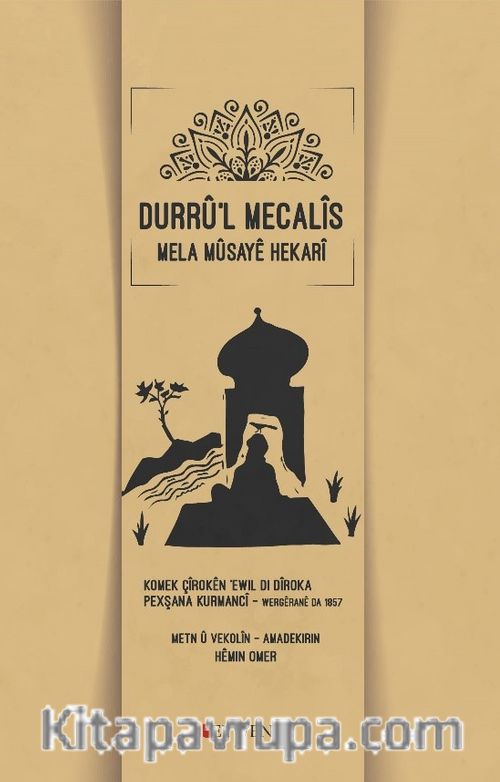 DURRÛ'L MECALÎS
MELA MÛSAYÊ HEKARÎ
KOMEK ÇÎROKÊN 'EWIL DI DÎROKA
PEXŞANA KURMANCÎ - WERGÊRANÊ DA 1857
METN Û VEKOLÎN - AMADEKIRIN
HÊMIN OMER
Kitapavrupa.com